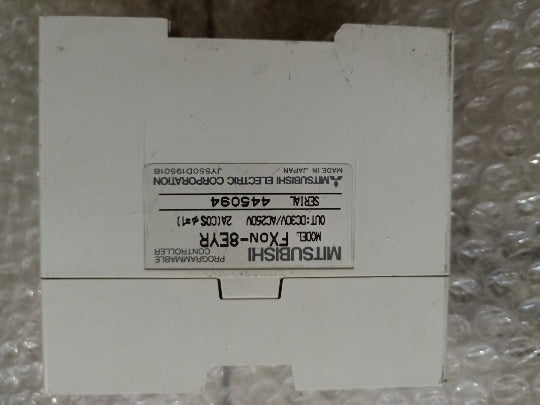 MITSUBISHI PROGRAMMABLE CONTROLLER
MODEL FXON-8EYR
OUT:DC30V/AC250V 2A(COS φ=1)
SERIAL 445094
MITSUBISHI ELECTRIC CORPORATION MADE IN JAPAN
JY550D19501B